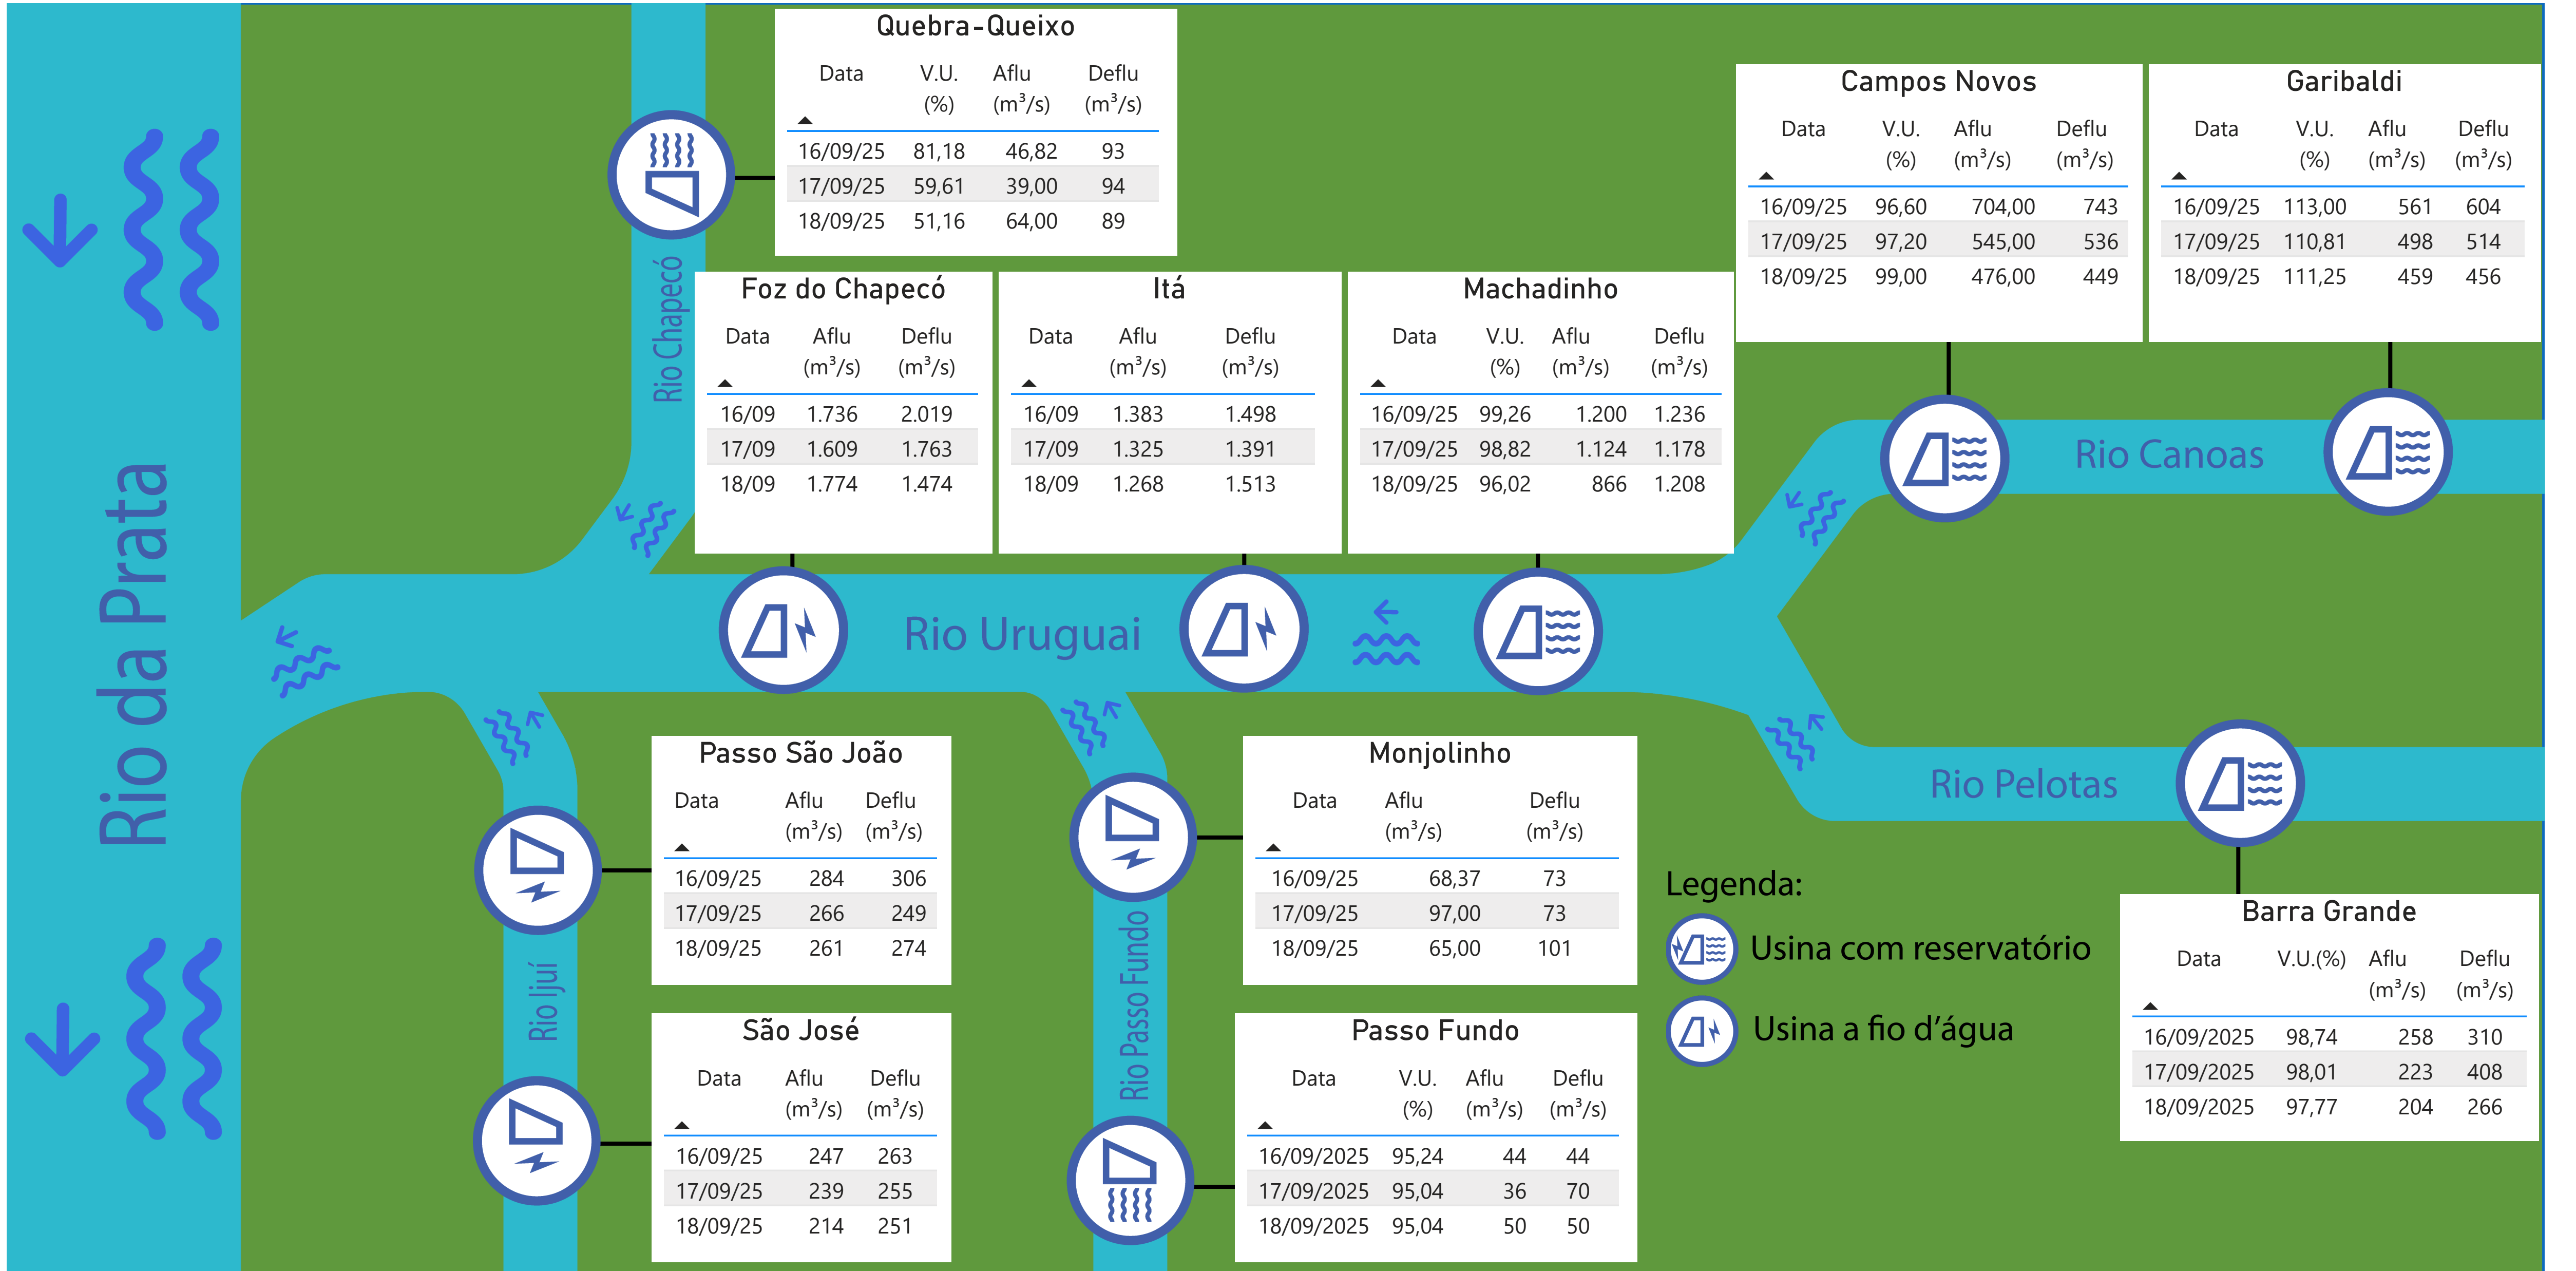 Quebra-Queixo
Data V.U. (%) Aflu (m³/s) Deflu (m³/s)
16/09/25 81,18 46,82 93
17/09/25 59,61 39,00 94
18/09/25 51,16 64,00 89
Campos Novos
Data V.U. (%) Aflu (m³/s) Deflu (m³/s)
16/09/25 96,60 704,00 743
17/09/25 97,20 545,00 536
18/09/25 99,00 476,00 449
Garibaldi
Data V.U. (%) Aflu (m³/s) Deflu (m³/s)
16/09/25 113,00 561 604
17/09/25 110,81 498 514
18/09/25 111,25 459 456
Rio Chapecó
Foz do Chapecó
Data Aflu (m³/s) Deflu (m³/s)
16/09 1.736 2.019
17/09 1.609 1.763
18/09 1.774 1.474
Itá
Data Aflu (m³/s) Deflu (m³/s)
16/09 1.383 1.498
17/09 1.325 1.391
18/09 1.268 1.513
Machadinho
Data V.U. (%) Aflu (m³/s) Deflu (m³/s)
16/09/25 99,26 1.200 1.236
17/09/25 98,82 1.124 1.178
18/09/25 96,02 866 1.208
Rio Canoas
Rio da Prata
Rio Uruguai
Rio Pelotas
Passo São João
Data Aflu (m³/s) Deflu (m³/s)
16/09/25 284 306
17/09/25 266 249
18/09/25 261 274
Monjolinho
Data Aflu (m³/s) Deflu (m³/s)
16/09/25 68,37 73
17/09/25 97,00 73
18/09/25 65,00 101
Legenda:
Usina com reservatório
Usina a fio d'água
Barra Grande
Data V.U.(%) Aflu (m³/s) Deflu (m³/s)
16/09/2025 98,74 258 310
17/09/2025 98,01 223 408
18/09/2025 97,77 204 266
Rio Ijuí
Rio Passo Fundo
São José
Data Aflu (m³/s) Deflu (m³/s)
16/09/25 247 263
17/09/25 239 255
18/09/25 214 251
Passo Fundo
Data V.U. (%) Aflu (m³/s) Deflu (m³/s)
16/09/2025 95,24 44 44
17/09/2025 95,04 36 70
18/09/2025 95,04 50 50